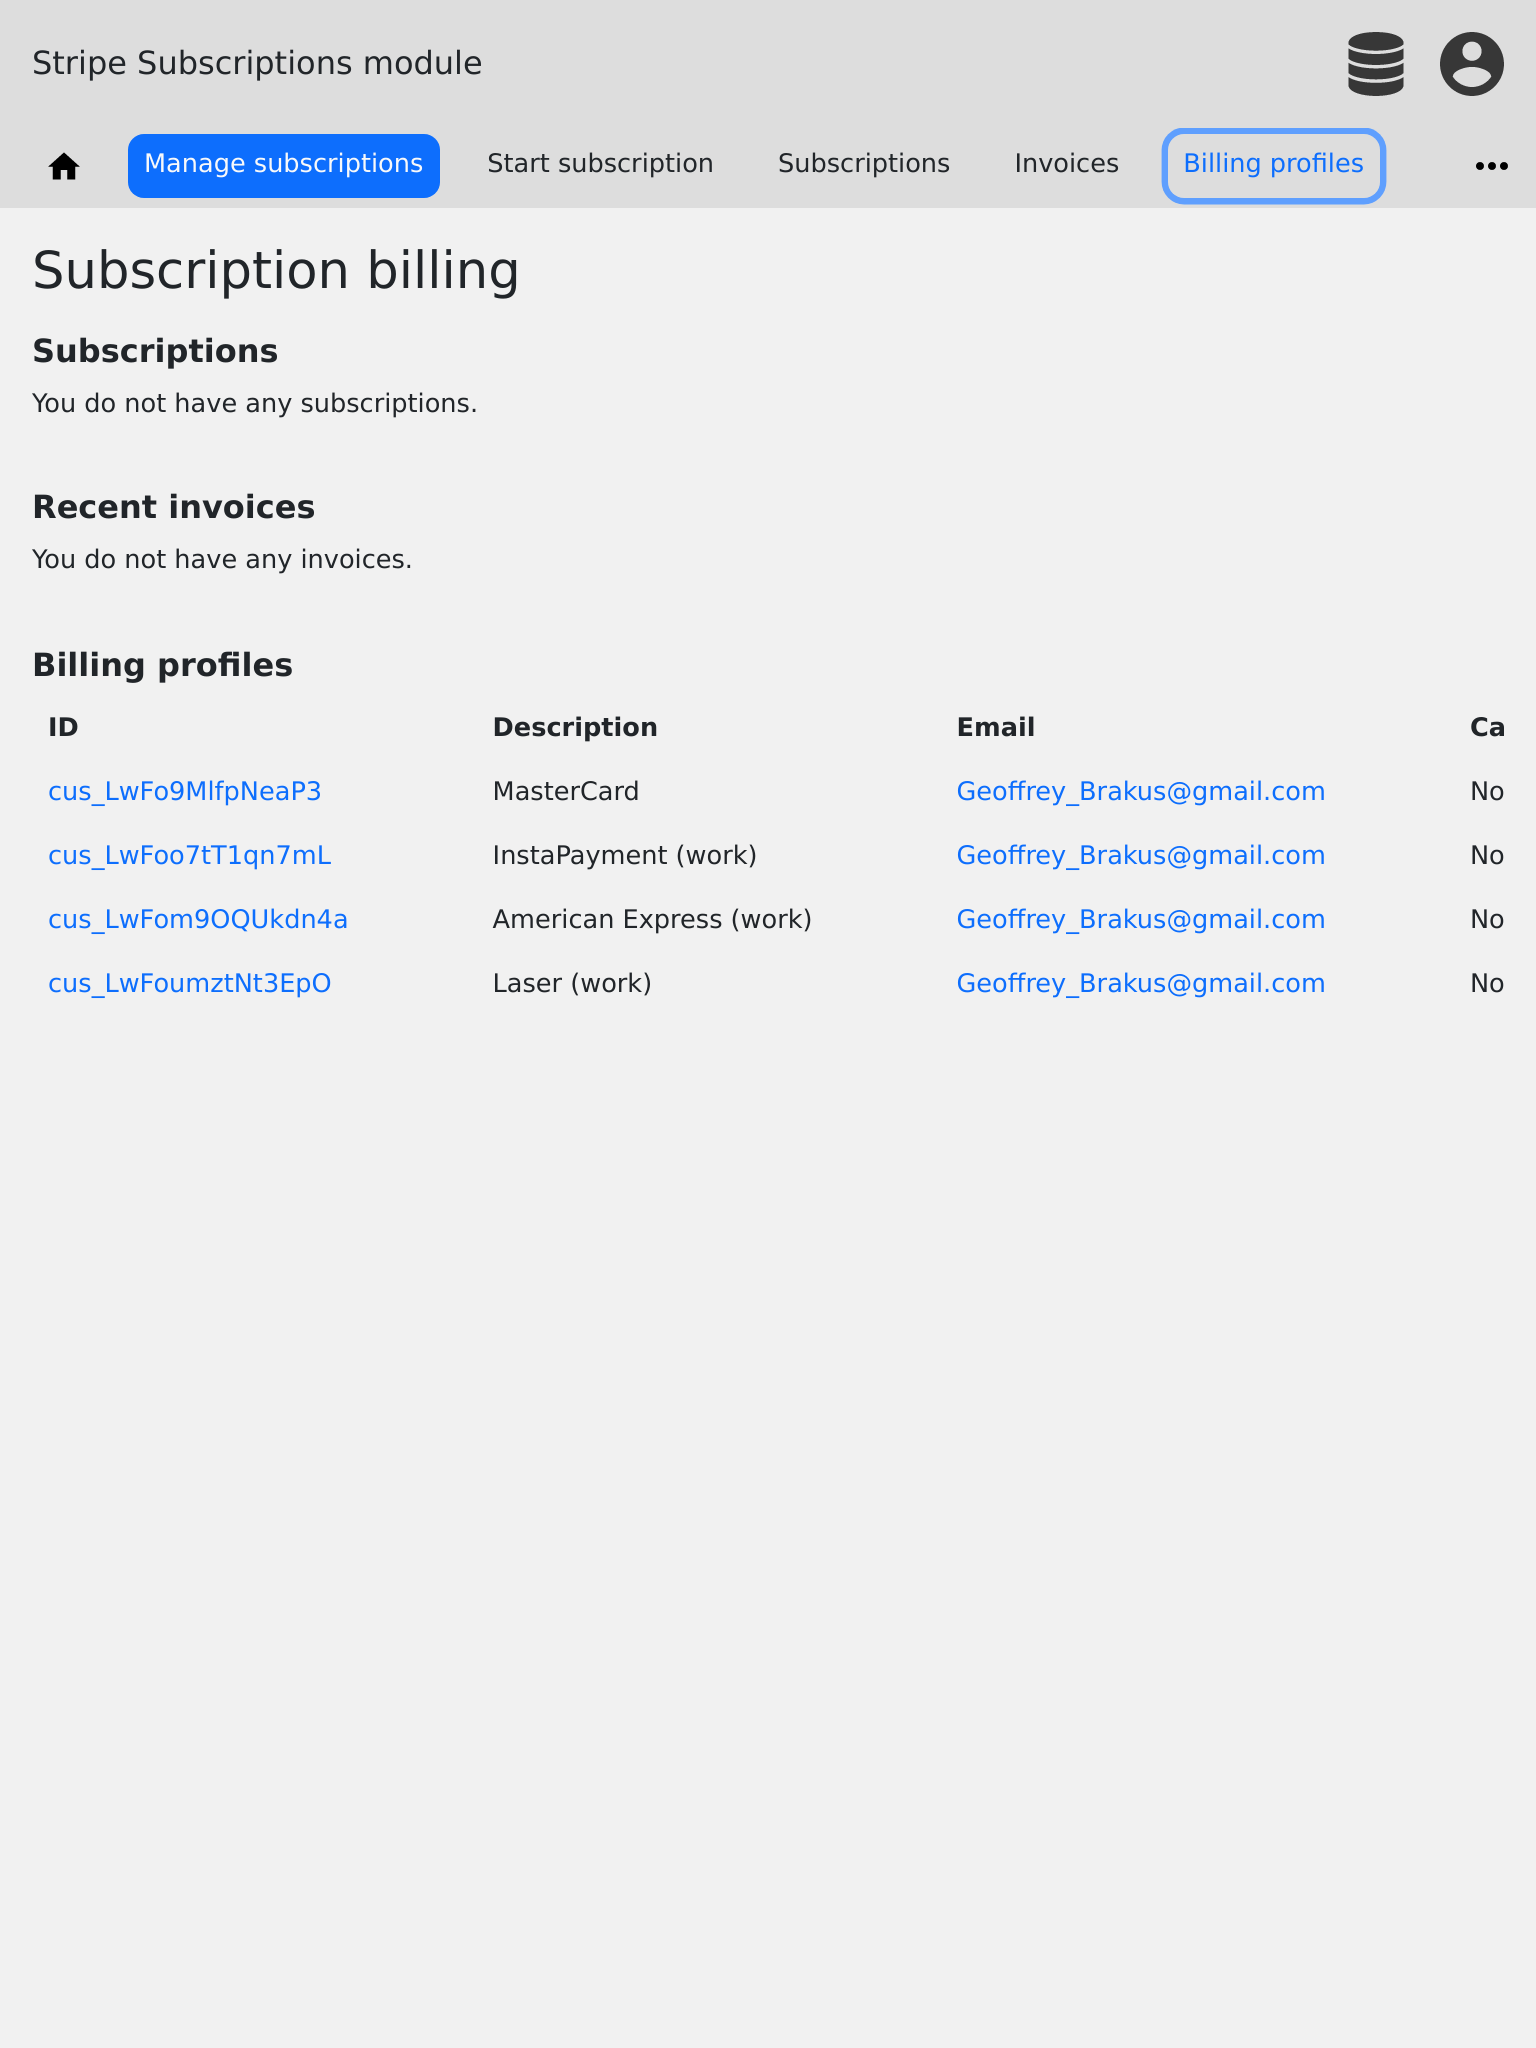 Stripe Subscriptions module
Manage subscriptions Start subscription Subscriptions Invoices Billing profiles
Subscription billing
Subscriptions
You do not have any subscriptions.
Recent invoices
You do not have any invoices.
Billing profiles
ID Description Email Ca
cus_LwFo9MlfpNeaP3 MasterCard Geoffrey_Brakus@gmail.com No
cus_LwFoo7tT1qn7mL InstaPayment (work) Geoffrey_Brakus@gmail.com No
cus_LwFom9OQUkdn4a American Express (work) Geoffrey_Brakus@gmail.com No
cus_LwFoumztNt3EpO Laser (work) Geoffrey_Brakus@gmail.com No